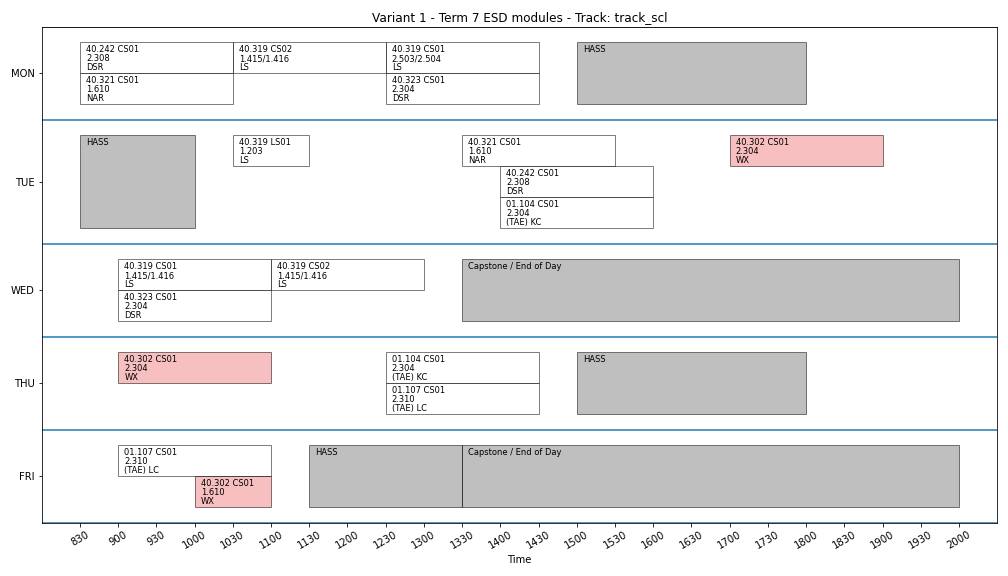 Variant 1 - Term 7 ESD modules - Track: track_scl
MON
40.242 CS01
2.308
DSR
40.319 CS02
1.415/1.416
LS
40.319 CS01
2.503/2.504
LS
HASS
40.321 CS01
1.610
NAR
40.323 CS01
2.304
DSR
TUE
HASS
40.319 LS01
1.203
LS
40.321 CS01
1.610
NAR
40.302 CS01
2.304
WX
40.242 CS01
2.308
DSR
01.104 CS01
2.304
(TAE) KC
WED
40.319 CS01
1.415/1.416
LS
40.319 CS02
1.415/1.416
LS
Capstone / End of Day
40.323 CS01
2.304
DSR
THU
40.302 CS01
2.304
WX
01.104 CS01
2.304
(TAE) KC
HASS
01.107 CS01
2.310
(TAE) LC
FRI
01.107 CS01
2.310
(TAE) LC
HASS
Capstone / End of Day
40.302 CS01
1.610
WX
830 900 930 1000 1030 1100 1130 1200 1230 1300 1330 1400 1430 1500 1530 1600 1630 1700 1730 1800 1830 1900 1930 2000
Time